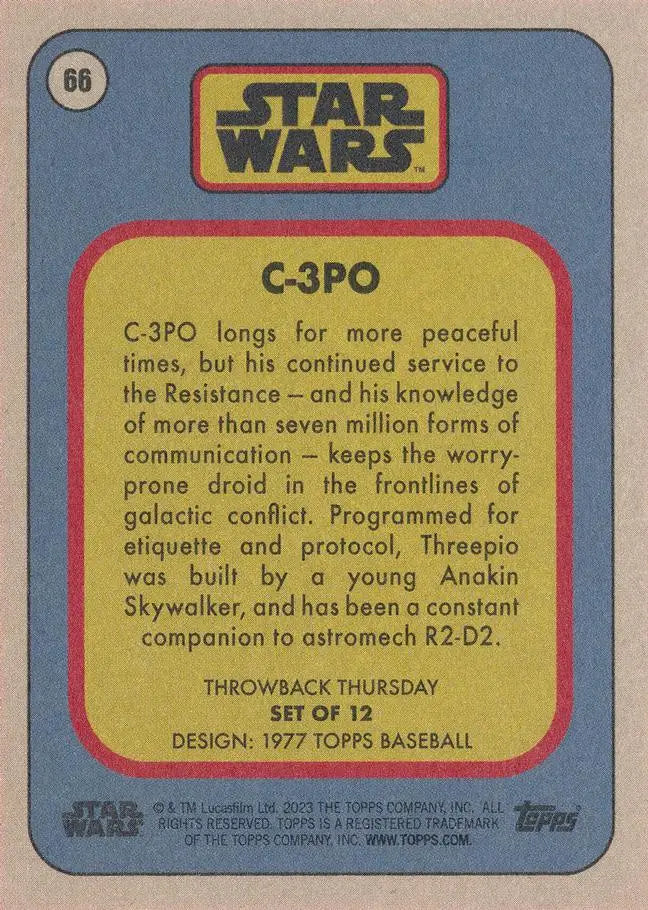 66
STAR
WARS™
C-3PO
C-3PO longs for more peaceful
times, but his continued service to
the Resistance – and his knowledge
of more than seven million forms of
communication – keeps the worry-
prone droid in the frontlines of
galactic conflict. Programmed for
etiquette and protocol, Threepio
was built by a young Anakin
Skywalker, and has been a constant
companion to astromech R2-D2.
THROWBACK THURSDAY
SET OF 12
DESIGN: 1977 TOPPS BASEBALL
STAR
WARS
© & TM Lucasfilm Ltd. 2023 THE TOPPS COMPANY, INC. ALL
RIGHTS RESERVED. TOPPS IS A REGISTERED TRADEMARK
OF THE TOPPS COMPANY, INC. WWW.TOPPS.COM.
Topps®